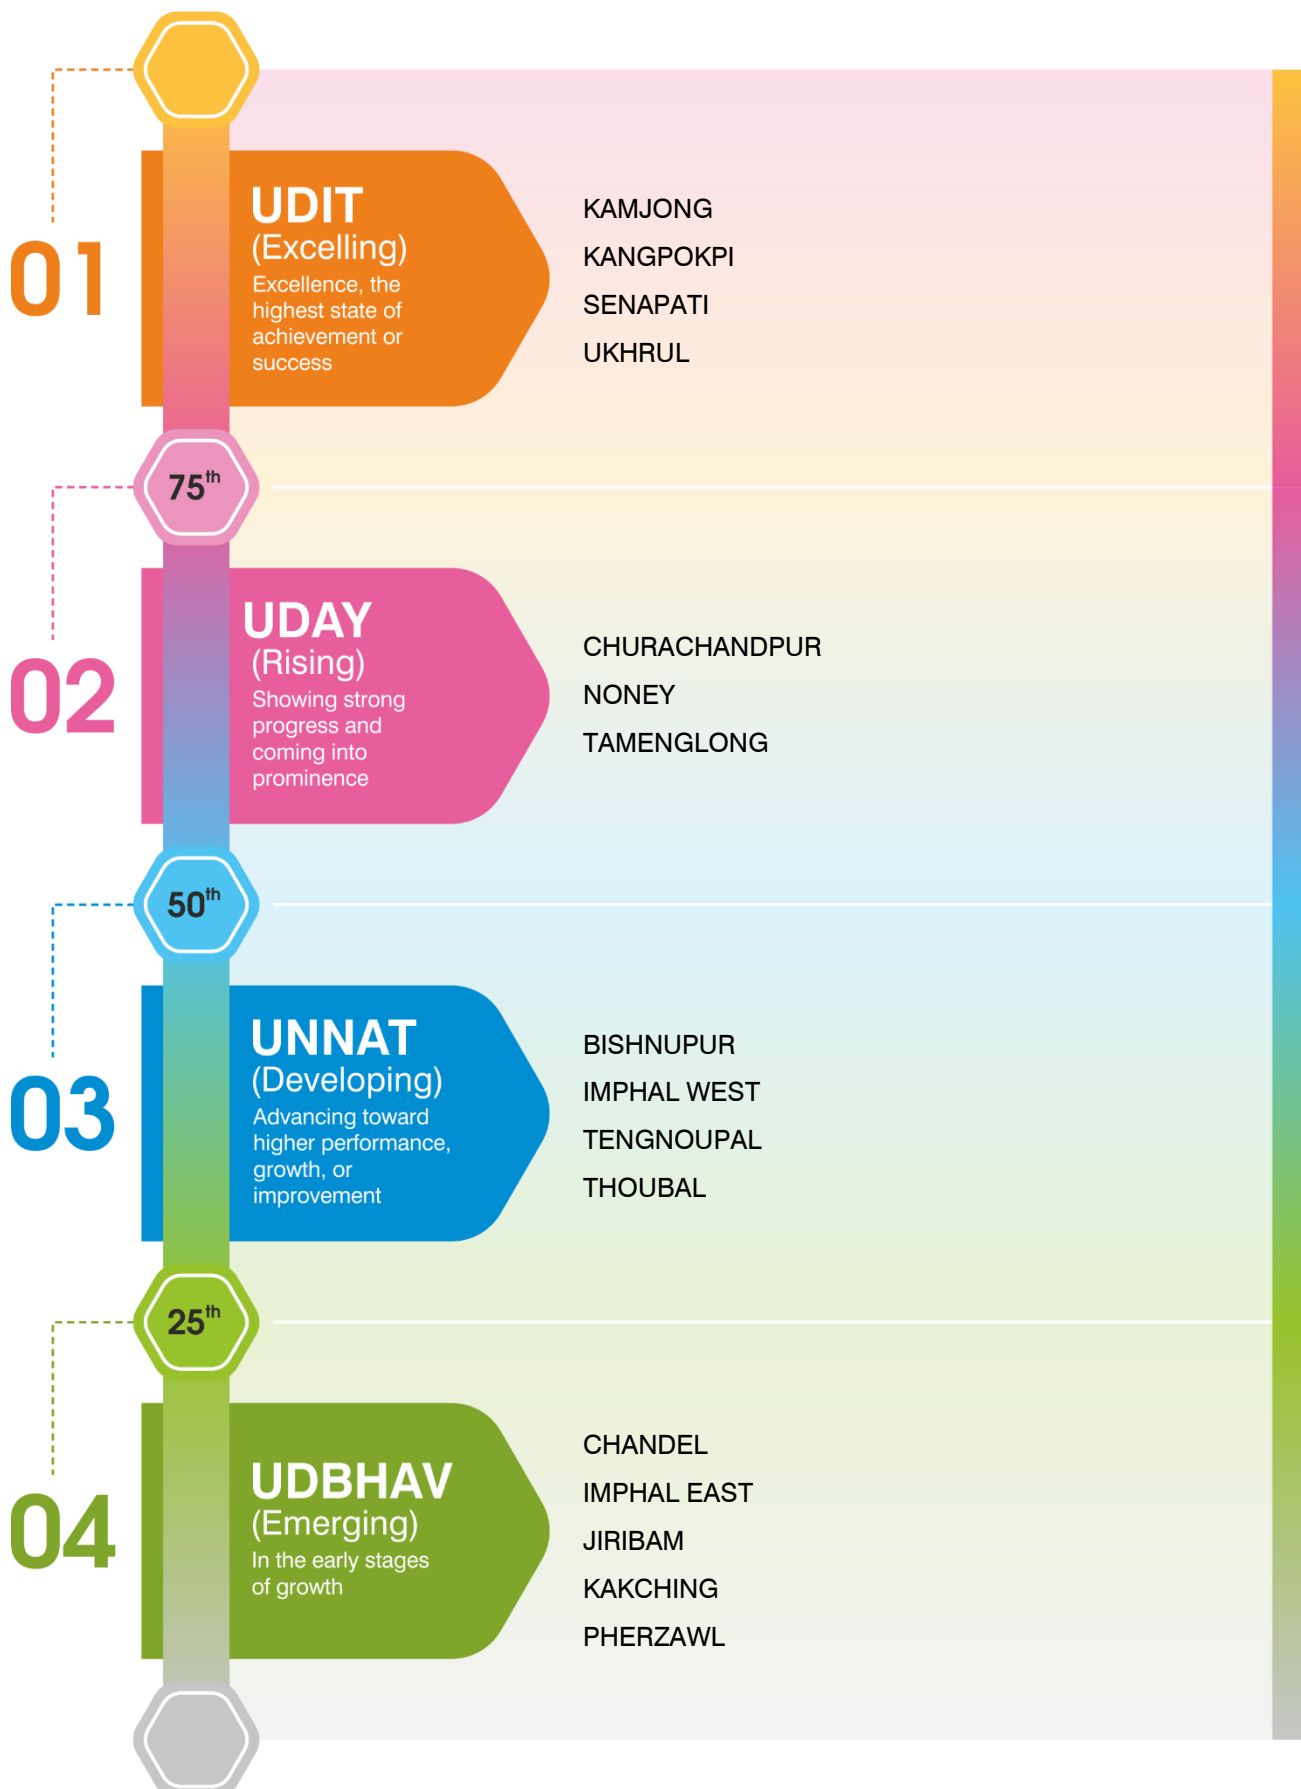 01
UDIT
(Excelling)
Excellence, the
highest state of
achievement or
success
KAMJONG
KANGPOKPI
SENAPATI
UKHRUL
75th
02
UDAY
(Rising)
Showing strong
progress and
coming into
prominence
CHURACHANDPUR
NONEY
TAMENGLONG
50th
03
UNNAT
(Developing)
Advancing toward
higher performance,
growth, or
improvement
BISHNUPUR
IMPHAL WEST
TENGNOUPAL
THOUBAL
25th
04
UDBHAV
(Emerging)
In the early stages
of growth
CHANDEL
IMPHAL EAST
JIRIBAM
KAKCHING
PHERZAWL